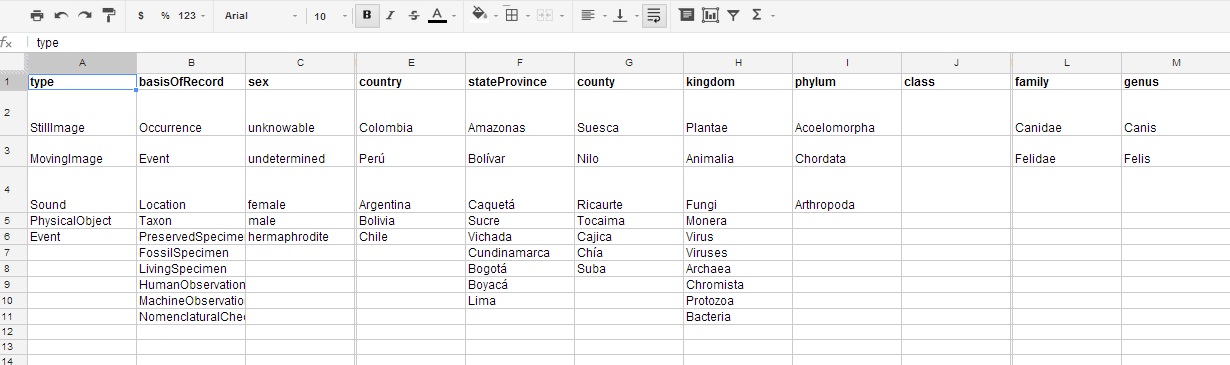 $ % 123 Arial 10 B I S A Σ
fx type
A B C E F G H I J L M
1 type basisOfRecord sex country stateProvince county kingdom phylum class family genus
2 StillImage Occurrence unknowable Colombia Amazonas Suesca Plantae Acoelomorpha Canidae Canis
3 MovingImage Event undetermined Perú Bolívar Nilo Animalia Chordata Felidae Felis
4 Sound Location female Argentina Caquetá Ricaurte Fungi Arthropoda
5 PhysicalObject Taxon male Bolivia Sucre Tocaima Monera
6 Event PreservedSpecime hermaphrodite Chile Vichada Cajica Virus
7 FossilSpecimen Cundinamarca Chía Viruses
8 LivingSpecimen Bogotá Suba Archaea
9 HumanObservation Boyacá Chromista
10 MachineObservatio Lima Protozoa
11 NomenclaturalChe Bacteria
12
13
14